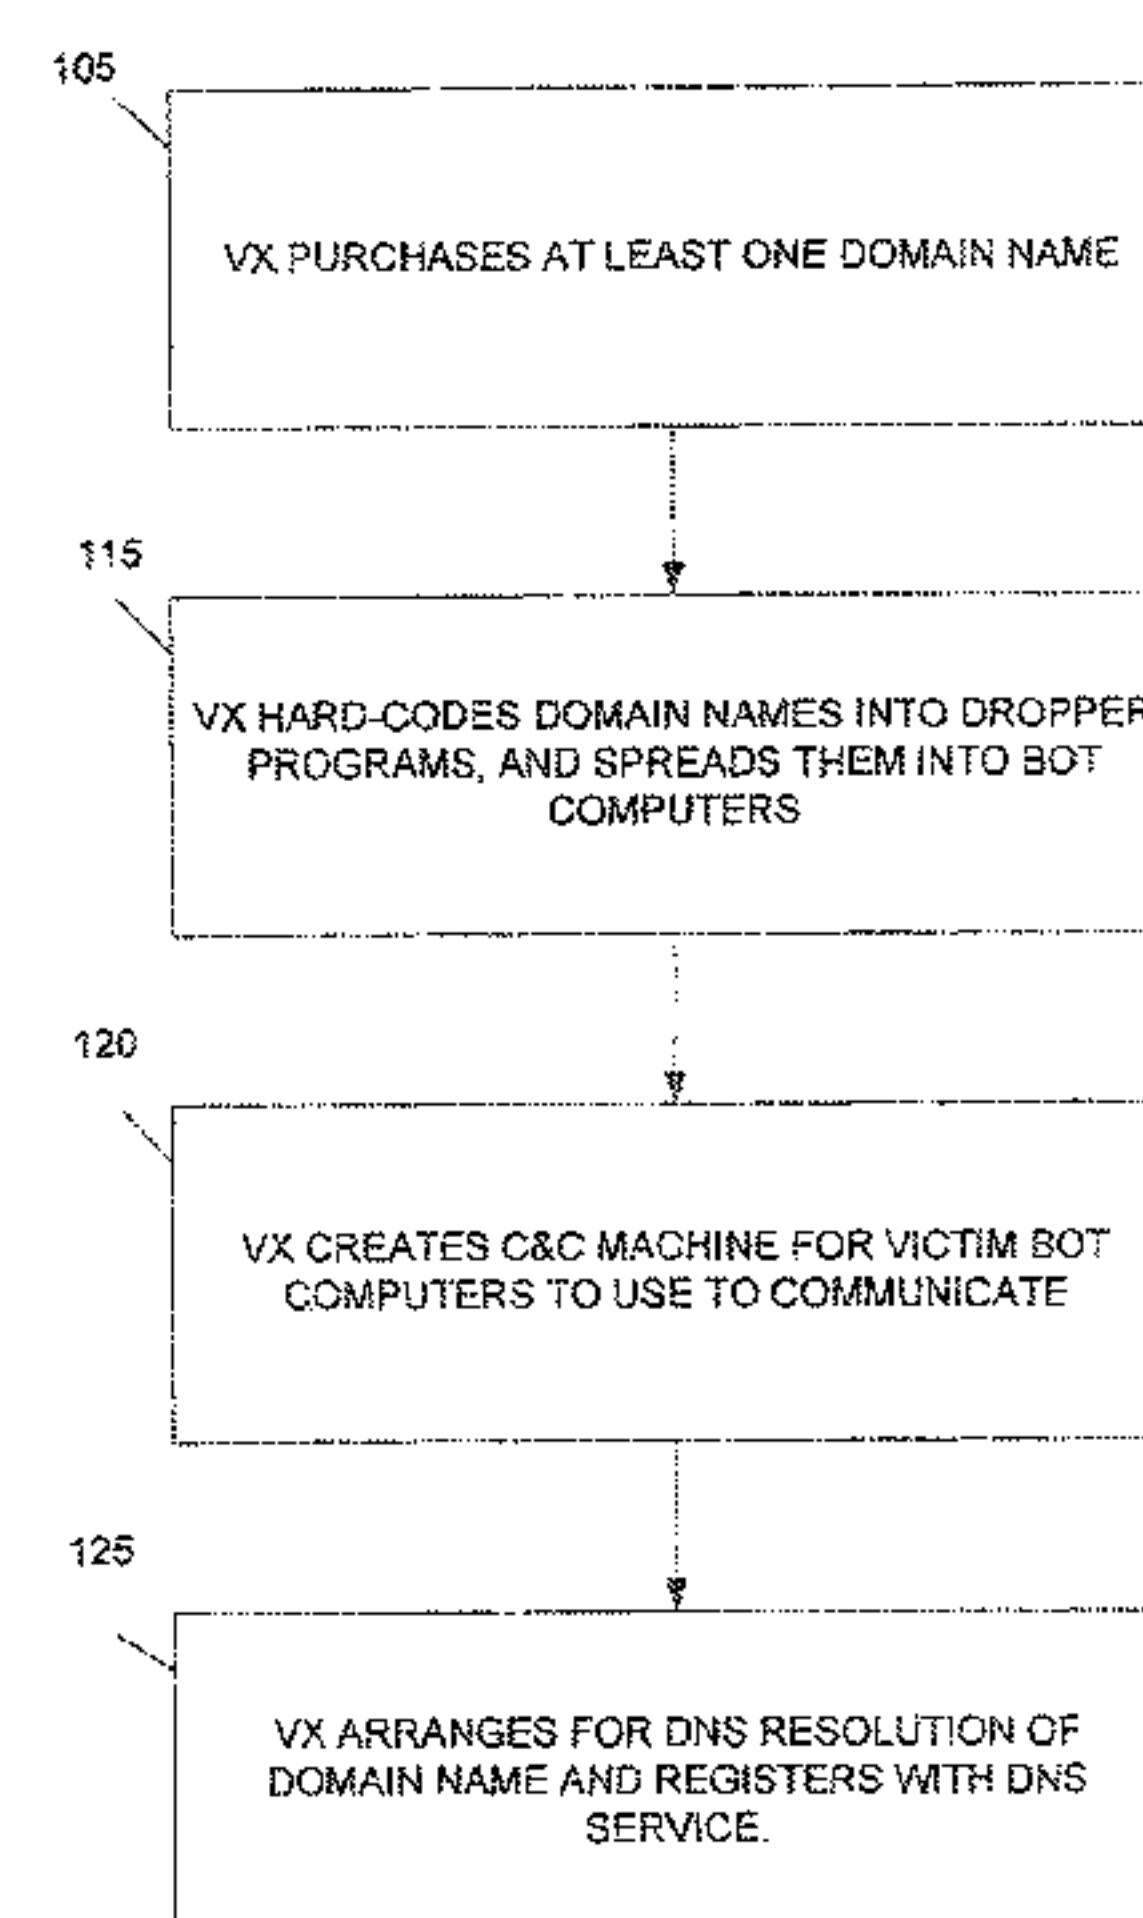 105
VX PURCHASES AT LEAST ONE DOMAIN NAME
115
VX HARD-CODES DOMAIN NAMES INTO DROPPER
PROGRAMS, AND SPREADS THEM INTO BOT
COMPUTERS
120
VX CREATES C&C MACHINE FOR VICTIM BOT
COMPUTERS TO USE TO COMMUNICATE
125
VX ARRANGES FOR DNS RESOLUTION OF
DOMAIN NAME AND REGISTERS WITH DNS
SERVICE.